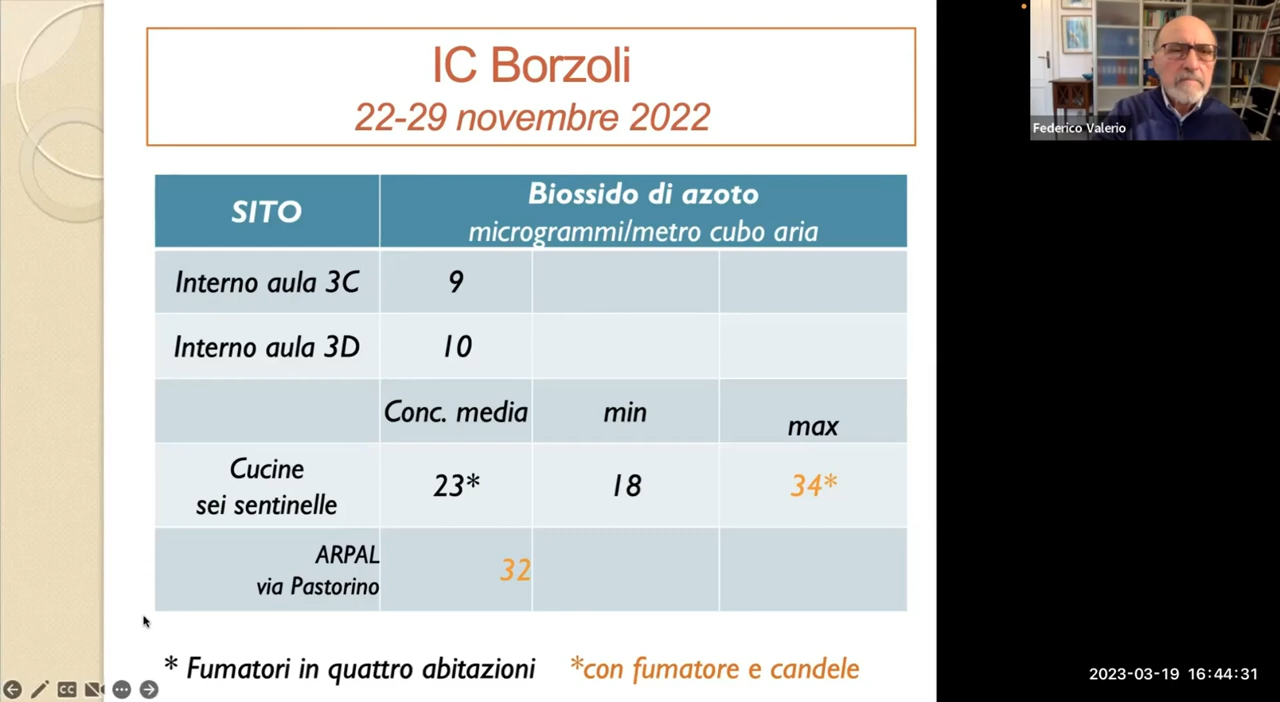 IC Borzoli
22-29 novembre 2022
SITO
Biossido di azoto
microgrammi/metro cubo aria
Interno aula 3C
9
Interno aula 3D
10
Conc. media
min
max
Cucine
sei sentinelle
23*
18
34*
ARPAL
via Pastorino
32
* Fumatori in quattro abitazioni
*con fumatore e candele
Federico Valerio
2023-03-19 16:44:31
CC